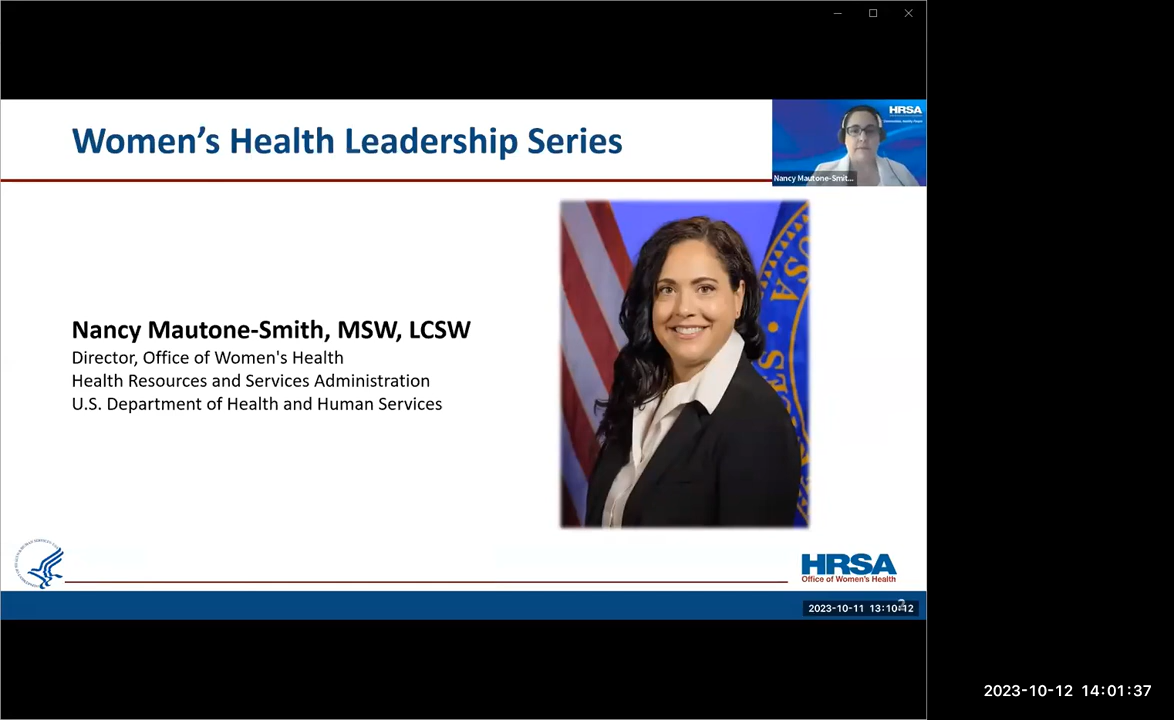 Women's Health Leadership Series
HRSA
Nancy Mautone-Smit...
Nancy Mautone-Smith, MSW, LCSW
Director, Office of Women's Health
Health Resources and Services Administration
U.S. Department of Health and Human Services
HRSA
Office of Women's Health
2023-10-11 13:10:12
2023-10-12 14:01:37